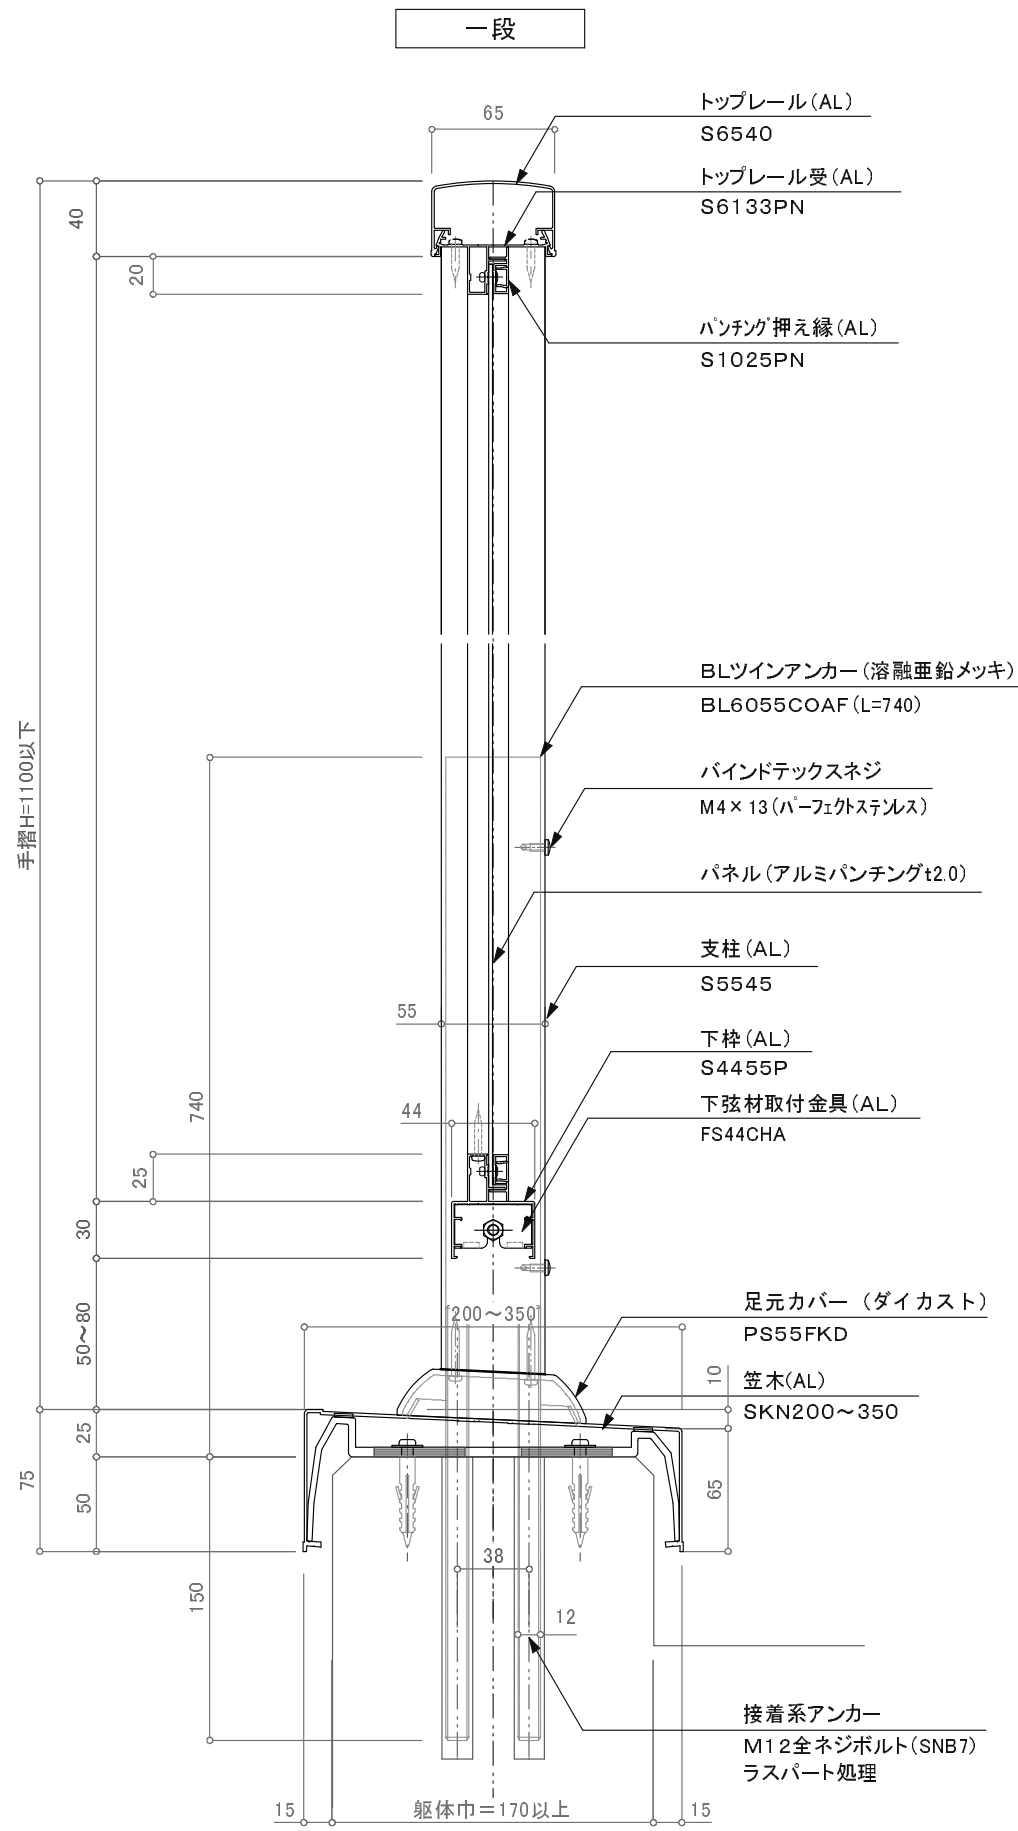 一段
65
トップレール(AL)
S6540
トップレール受(AL)
S6133PN
40
20
パンチング押え縁(AL)
S1025PN
手摺H=1100以下
BLツインアンカー(溶融亜鉛メッキ)
BL6055COAF(L=740)
バインドテックスネジ
M4×13(パーフェクトステンレス)
パネル(アルミパンチングt2.0)
支柱(AL)
S5545
55
下枠(AL)
S4455P
740
44
下弦材取付金具(AL)
FS44CHA
25
30
50～80
200～350
足元カバー (ダイカスト)
PS55FKD
10
笠木(AL)
SKN200～350
25
75
50
65
38
150
12
接着系アンカー
M12全ネジボルト(SNB7)
ラスパート処理
15
躯体巾＝170以上
15